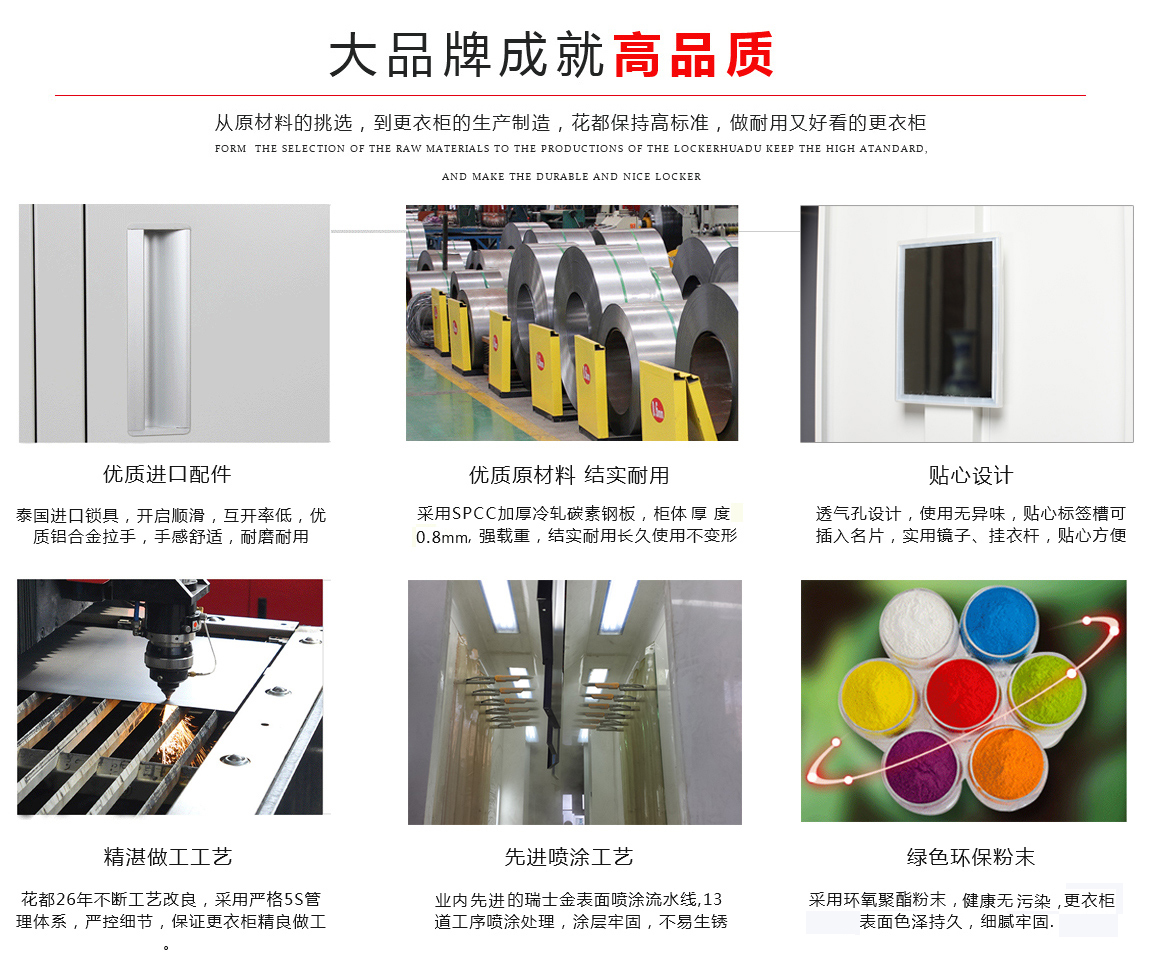 大品牌成就高品质
从原材料的挑选，到更衣柜的生产制造，花都保持高标准，做耐用又好看的更衣柜
FORM THE SELECTION OF THE RAW MATERIALS TO THE PRODUCTIONS OF THE LOCKERHUADU KEEP THE HIGH ATANDARD,
AND MAKE THE DURABLE AND NICE LOCKER
优质进口配件
泰国进口锁具，开启顺滑，互开率低，优
质铝合金拉手，手感舒适，耐磨耐用
优质原材料 结实耐用
采用SPCC加厚冷轧碳素钢板，柜体厚度
0.8mm, 强载重，结实耐用长久使用不变形
贴心设计
透气孔设计，使用无异味，贴心标签槽可
插入名片，实用镜子、挂衣杆，贴心方便
精湛做工工艺
花都26年不断工艺改良，采用严格5S管
理体系，严控细节，保证更衣柜精良做工
。
先进喷涂工艺
业内先进的瑞士金表面喷涂流水线,13
道工序喷涂处理，涂层牢固，不易生锈
绿色环保粉末
采用环氧聚酯粉末，健康无污染，更衣柜
表面色泽持久，细腻牢固.